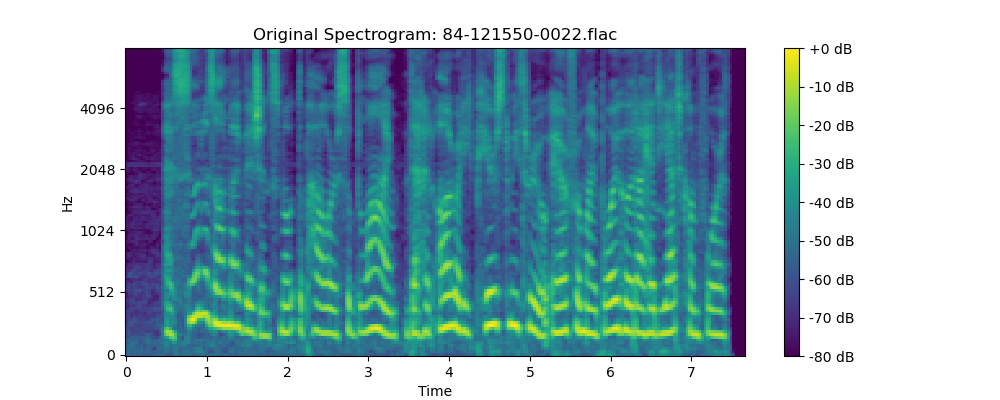 Original Spectrogram: 84-121550-0022.flac
Hz
4096
2048
1024
512
0
0 1 2 3 4 5 6 7
Time
+0 dB
-10 dB
-20 dB
-30 dB
-40 dB
-50 dB
-60 dB
-70 dB
-80 dB